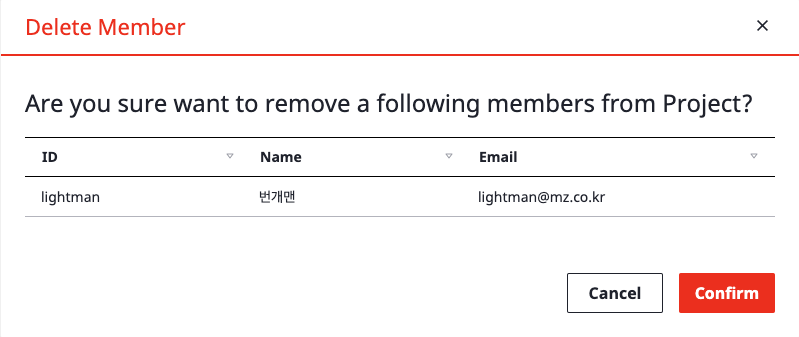 Delete Member
Are you sure want to remove a following members from Project?
ID Name Email
lightman 번개맨 lightman@mz.co.kr
Cancel Confirm